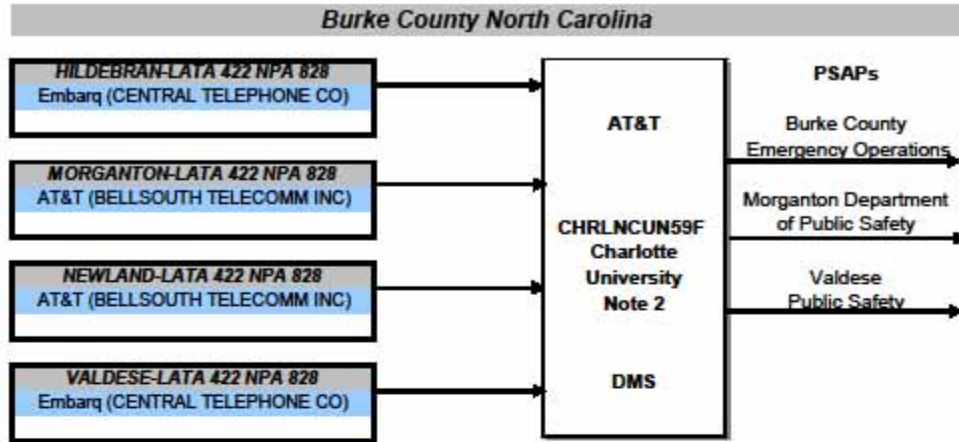 Burke County North Carolina
HILDEBRAN-LATA 422 NPA 828
Embarq (CENTRAL TELEPHONE CO)
MORGANTON-LATA 422 NPA 828
AT&T (BELLSOUTH TELECOMM INC)
NEWLAND-LATA 422 NPA 828
AT&T (BELLSOUTH TELECOMM INC)
VALDESE-LATA 422 NPA 828
Embarq (CENTRAL TELEPHONE CO)
AT&T
CHRLNCUN59F
Charlotte
University
Note 2
DMS
PSAPs
Burke County
Emergency Operations
Morganton Department
of Public Safety
Valdese
Public Safety